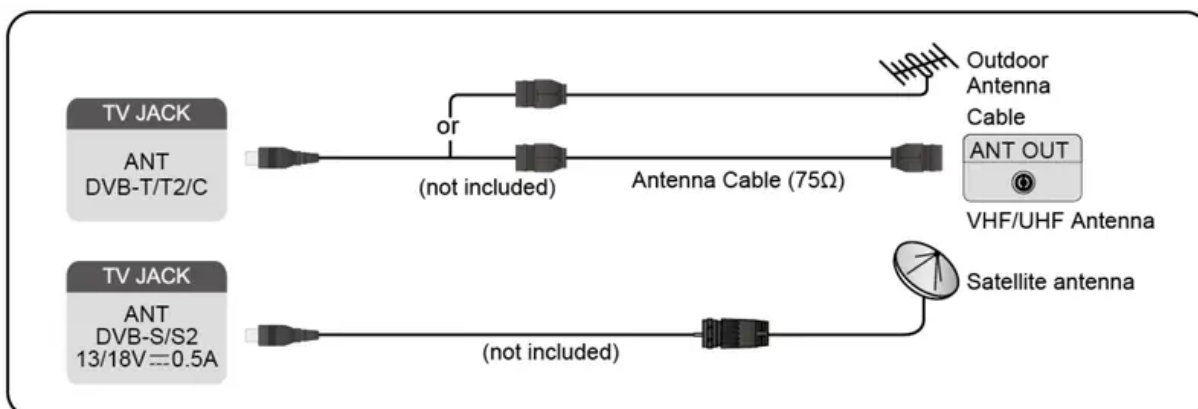 TV JACK
ANT
DVB-T/T2/C
or
(not included)
Antenna Cable (75Ω)
Outdoor
Antenna
Cable
ANT OUT
VHF/UHF Antenna
TV JACK
ANT
DVB-S/S2
13/18V⎓0.5A
(not included)
Satellite antenna